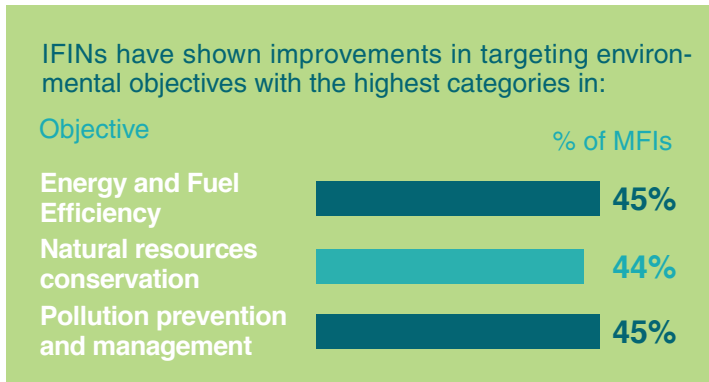 IFINs have shown improvements in targeting environ-
mental objectives with the highest categories in:
Objective
% of MFIs
Energy and Fuel
Efficiency
45%
Natural resources
conservation
44%
Pollution prevention
and management
45%